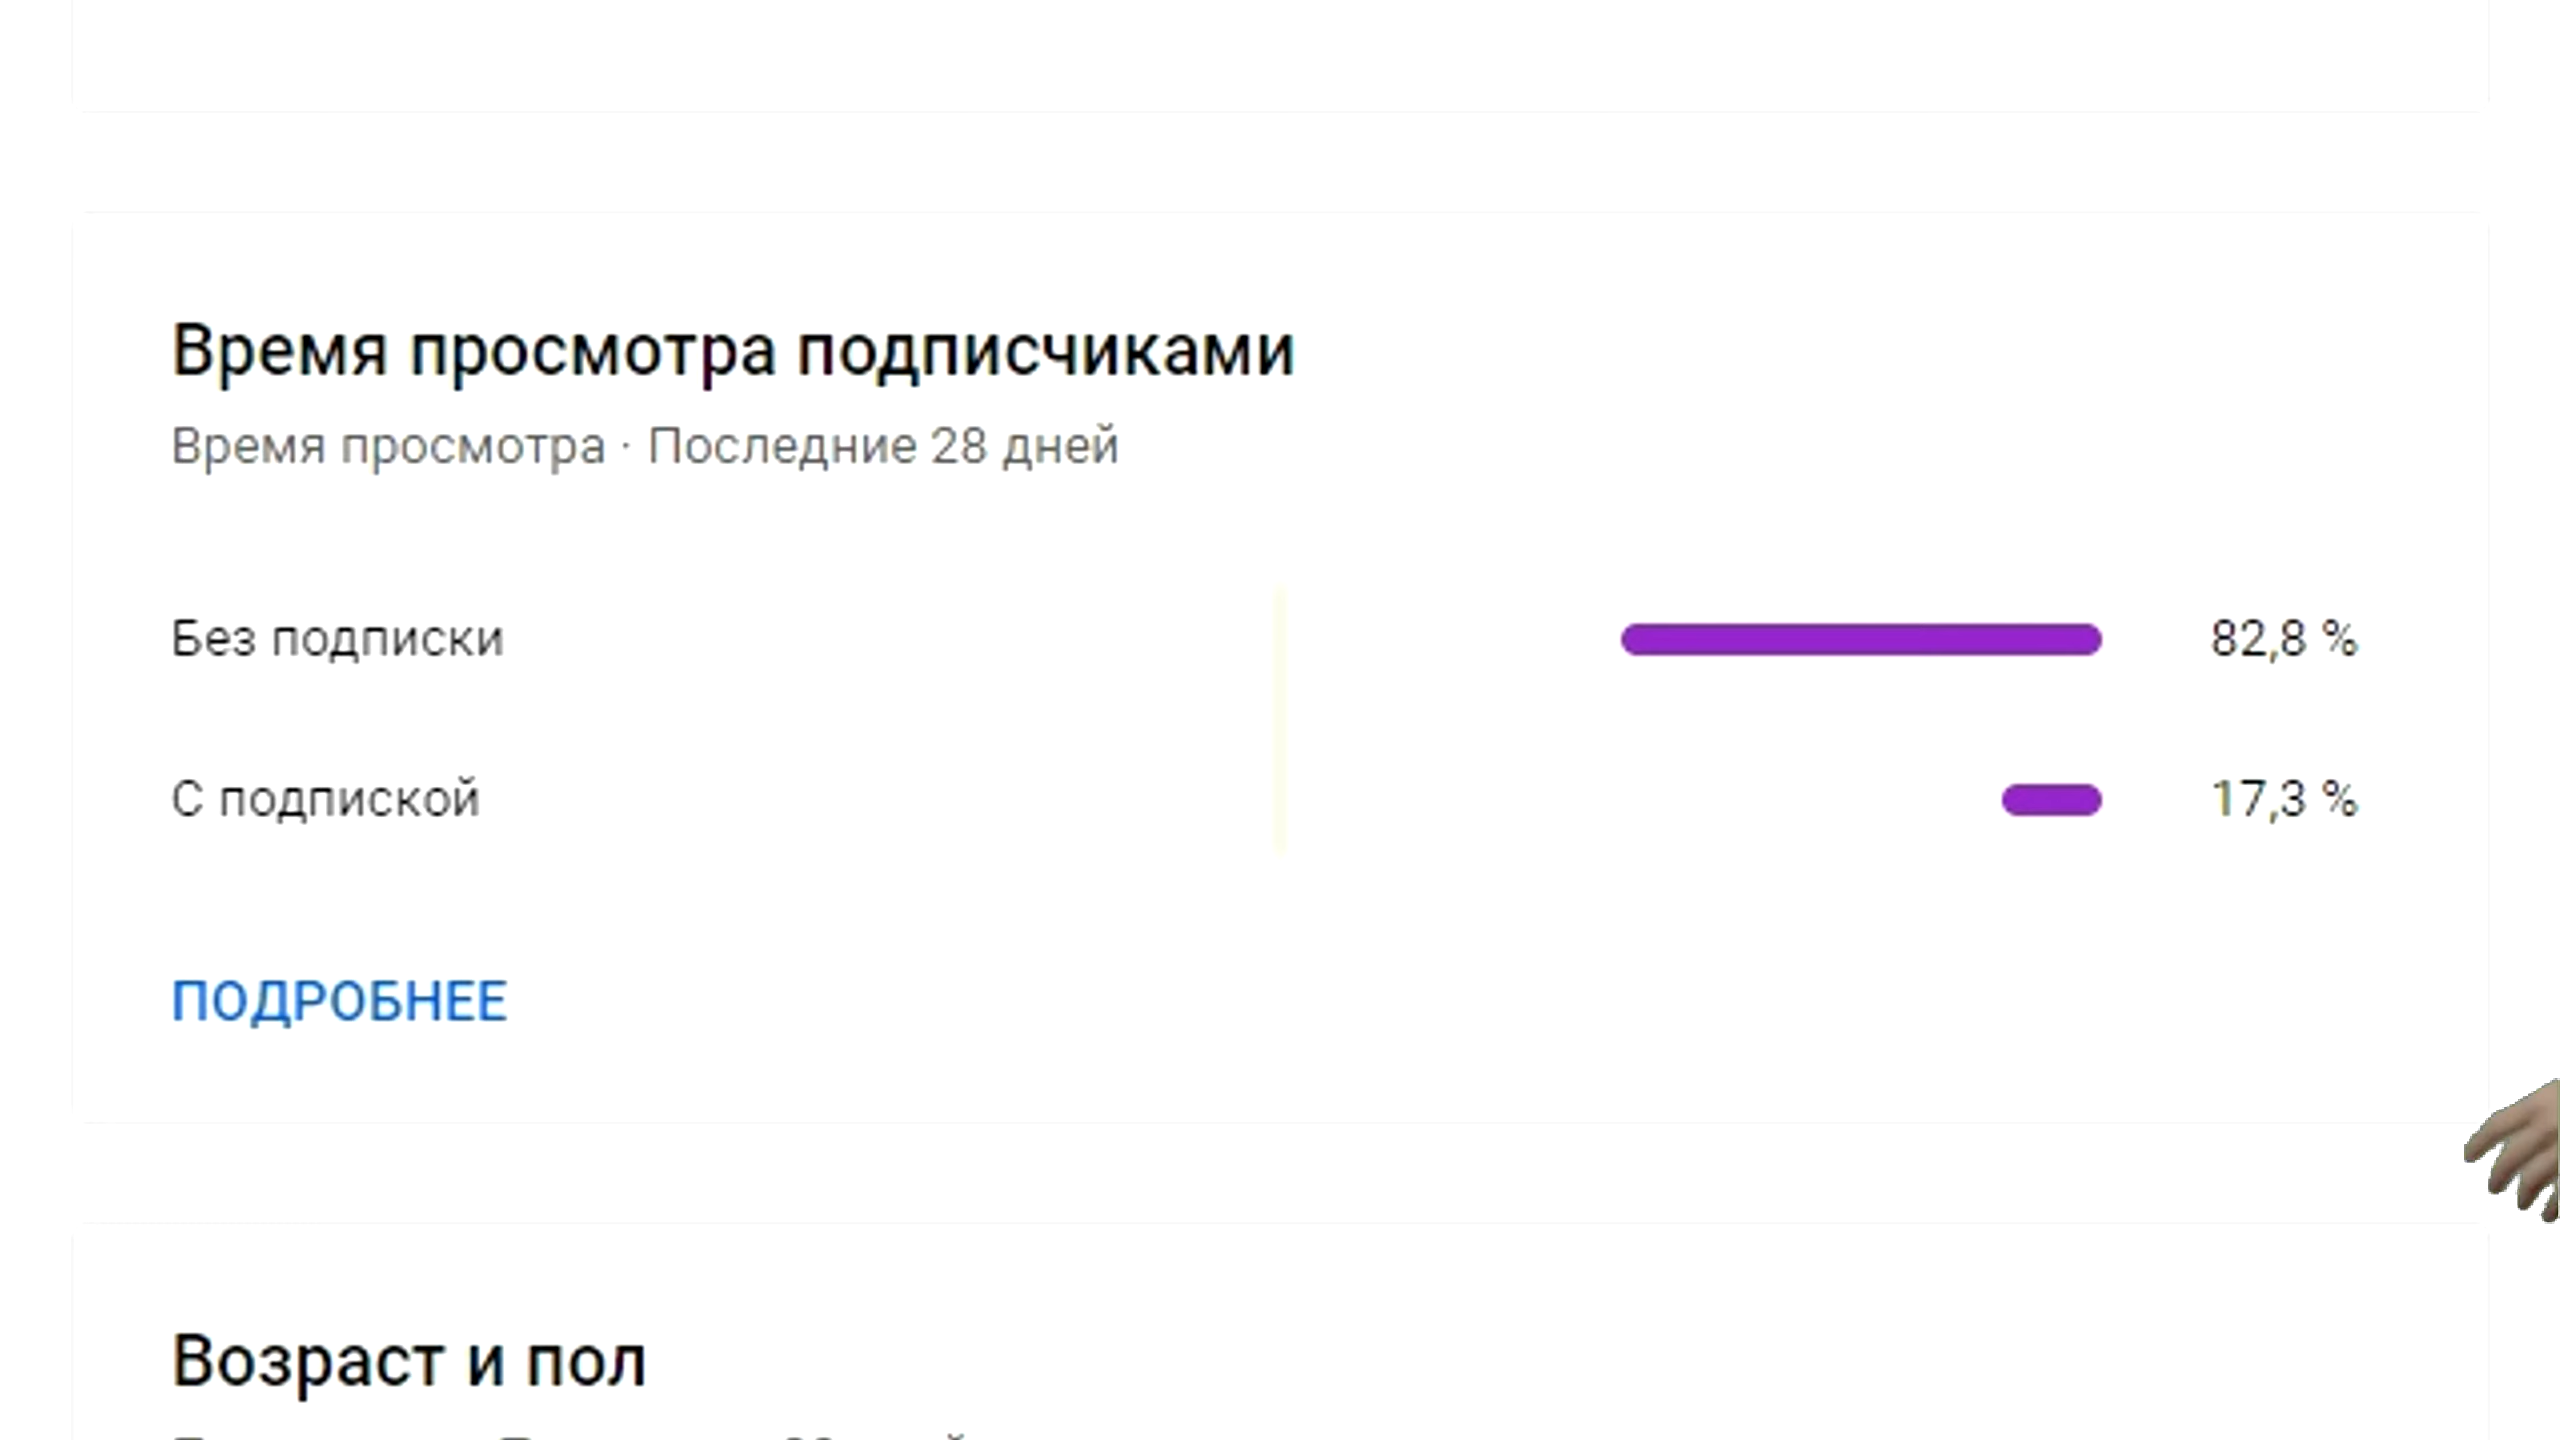 Время просмотра подписчиками
Время просмотра · Последние 28 дней
Без подписки 82,8 %
С подпиской 17,3 %
ПОДРОБНЕЕ
Возраст и пол